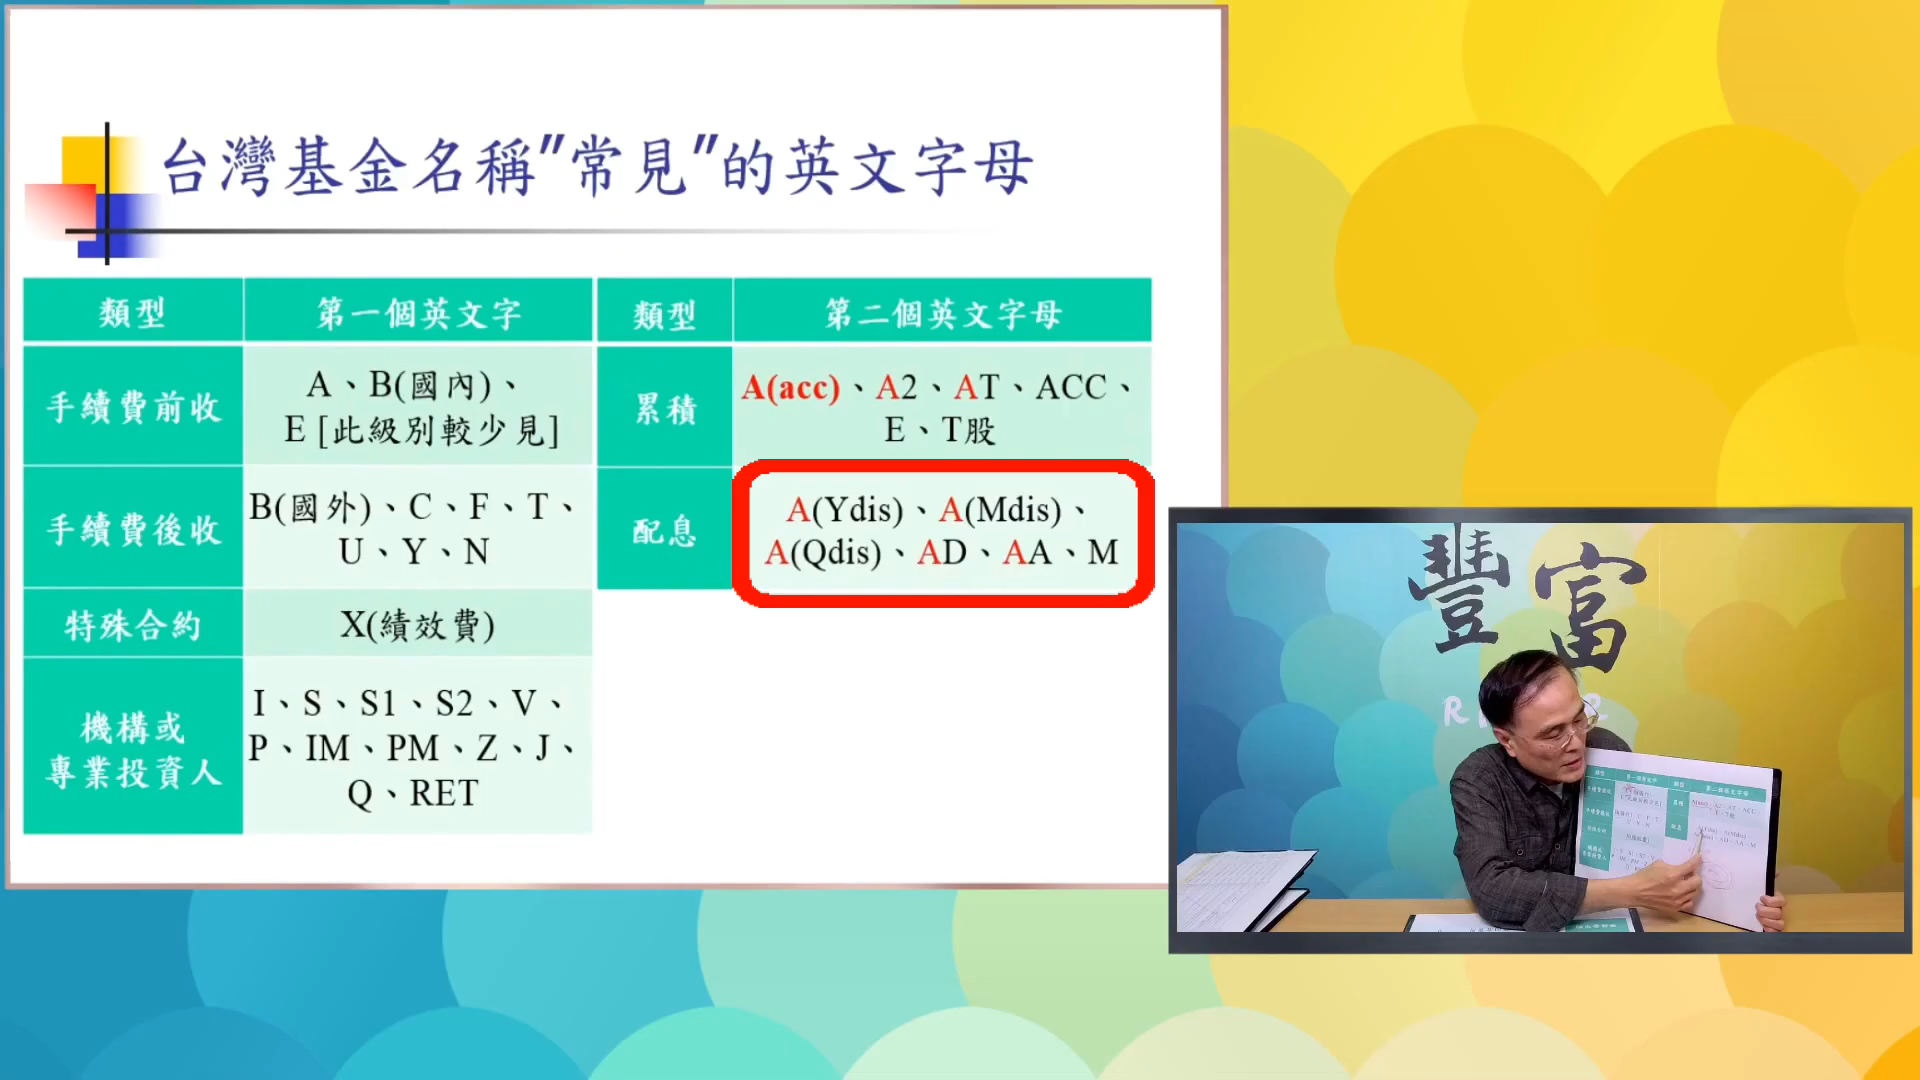 台灣基金名稱"常見"的英文字母
類型
第一個英文字
類型
第二個英文字母
手續費前收
A、B(國內)、
E [此級別較少見]
累積
A(acc)、A2、AT、ACC、
E、T股
手續費後收
B(國外)、C、F、T、
U、Y、N
配息
A(Ydis)、A(Mdis)、
A(Qdis)、AD、AA、M
特殊合約
X(績效費)
機構或
專業投資人
I、S、S1、S2、V、
P、IM、PM、Z、J、
Q、RET
豐富